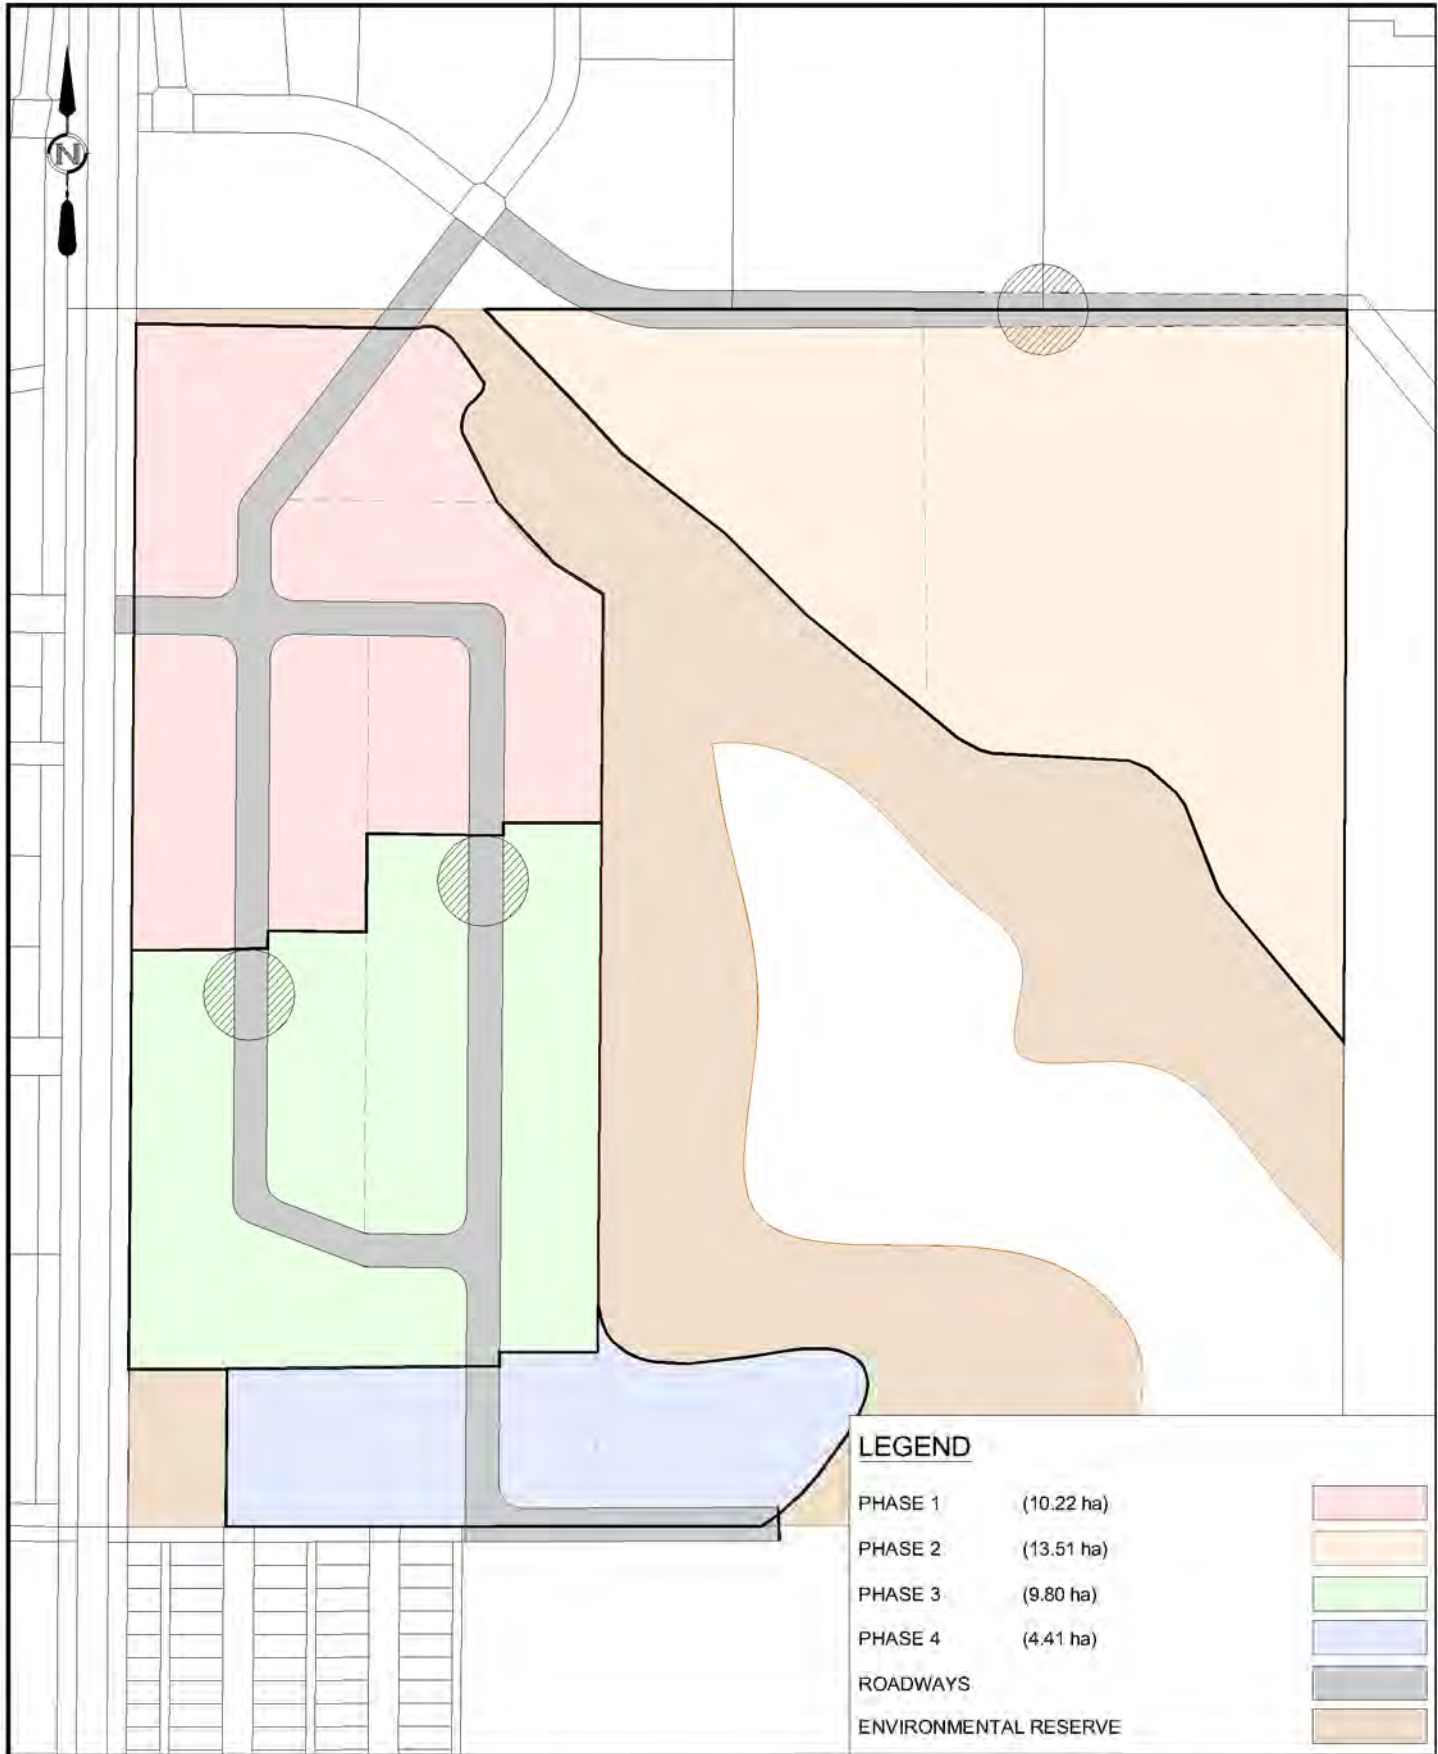 N
LEGEND
PHASE 1 (10.22 ha)
PHASE 2 (13.51 ha)
PHASE 3 (9.80 ha)
PHASE 4 (4.41 ha)
ROADWAYS
ENVIRONMENTAL RESERVE